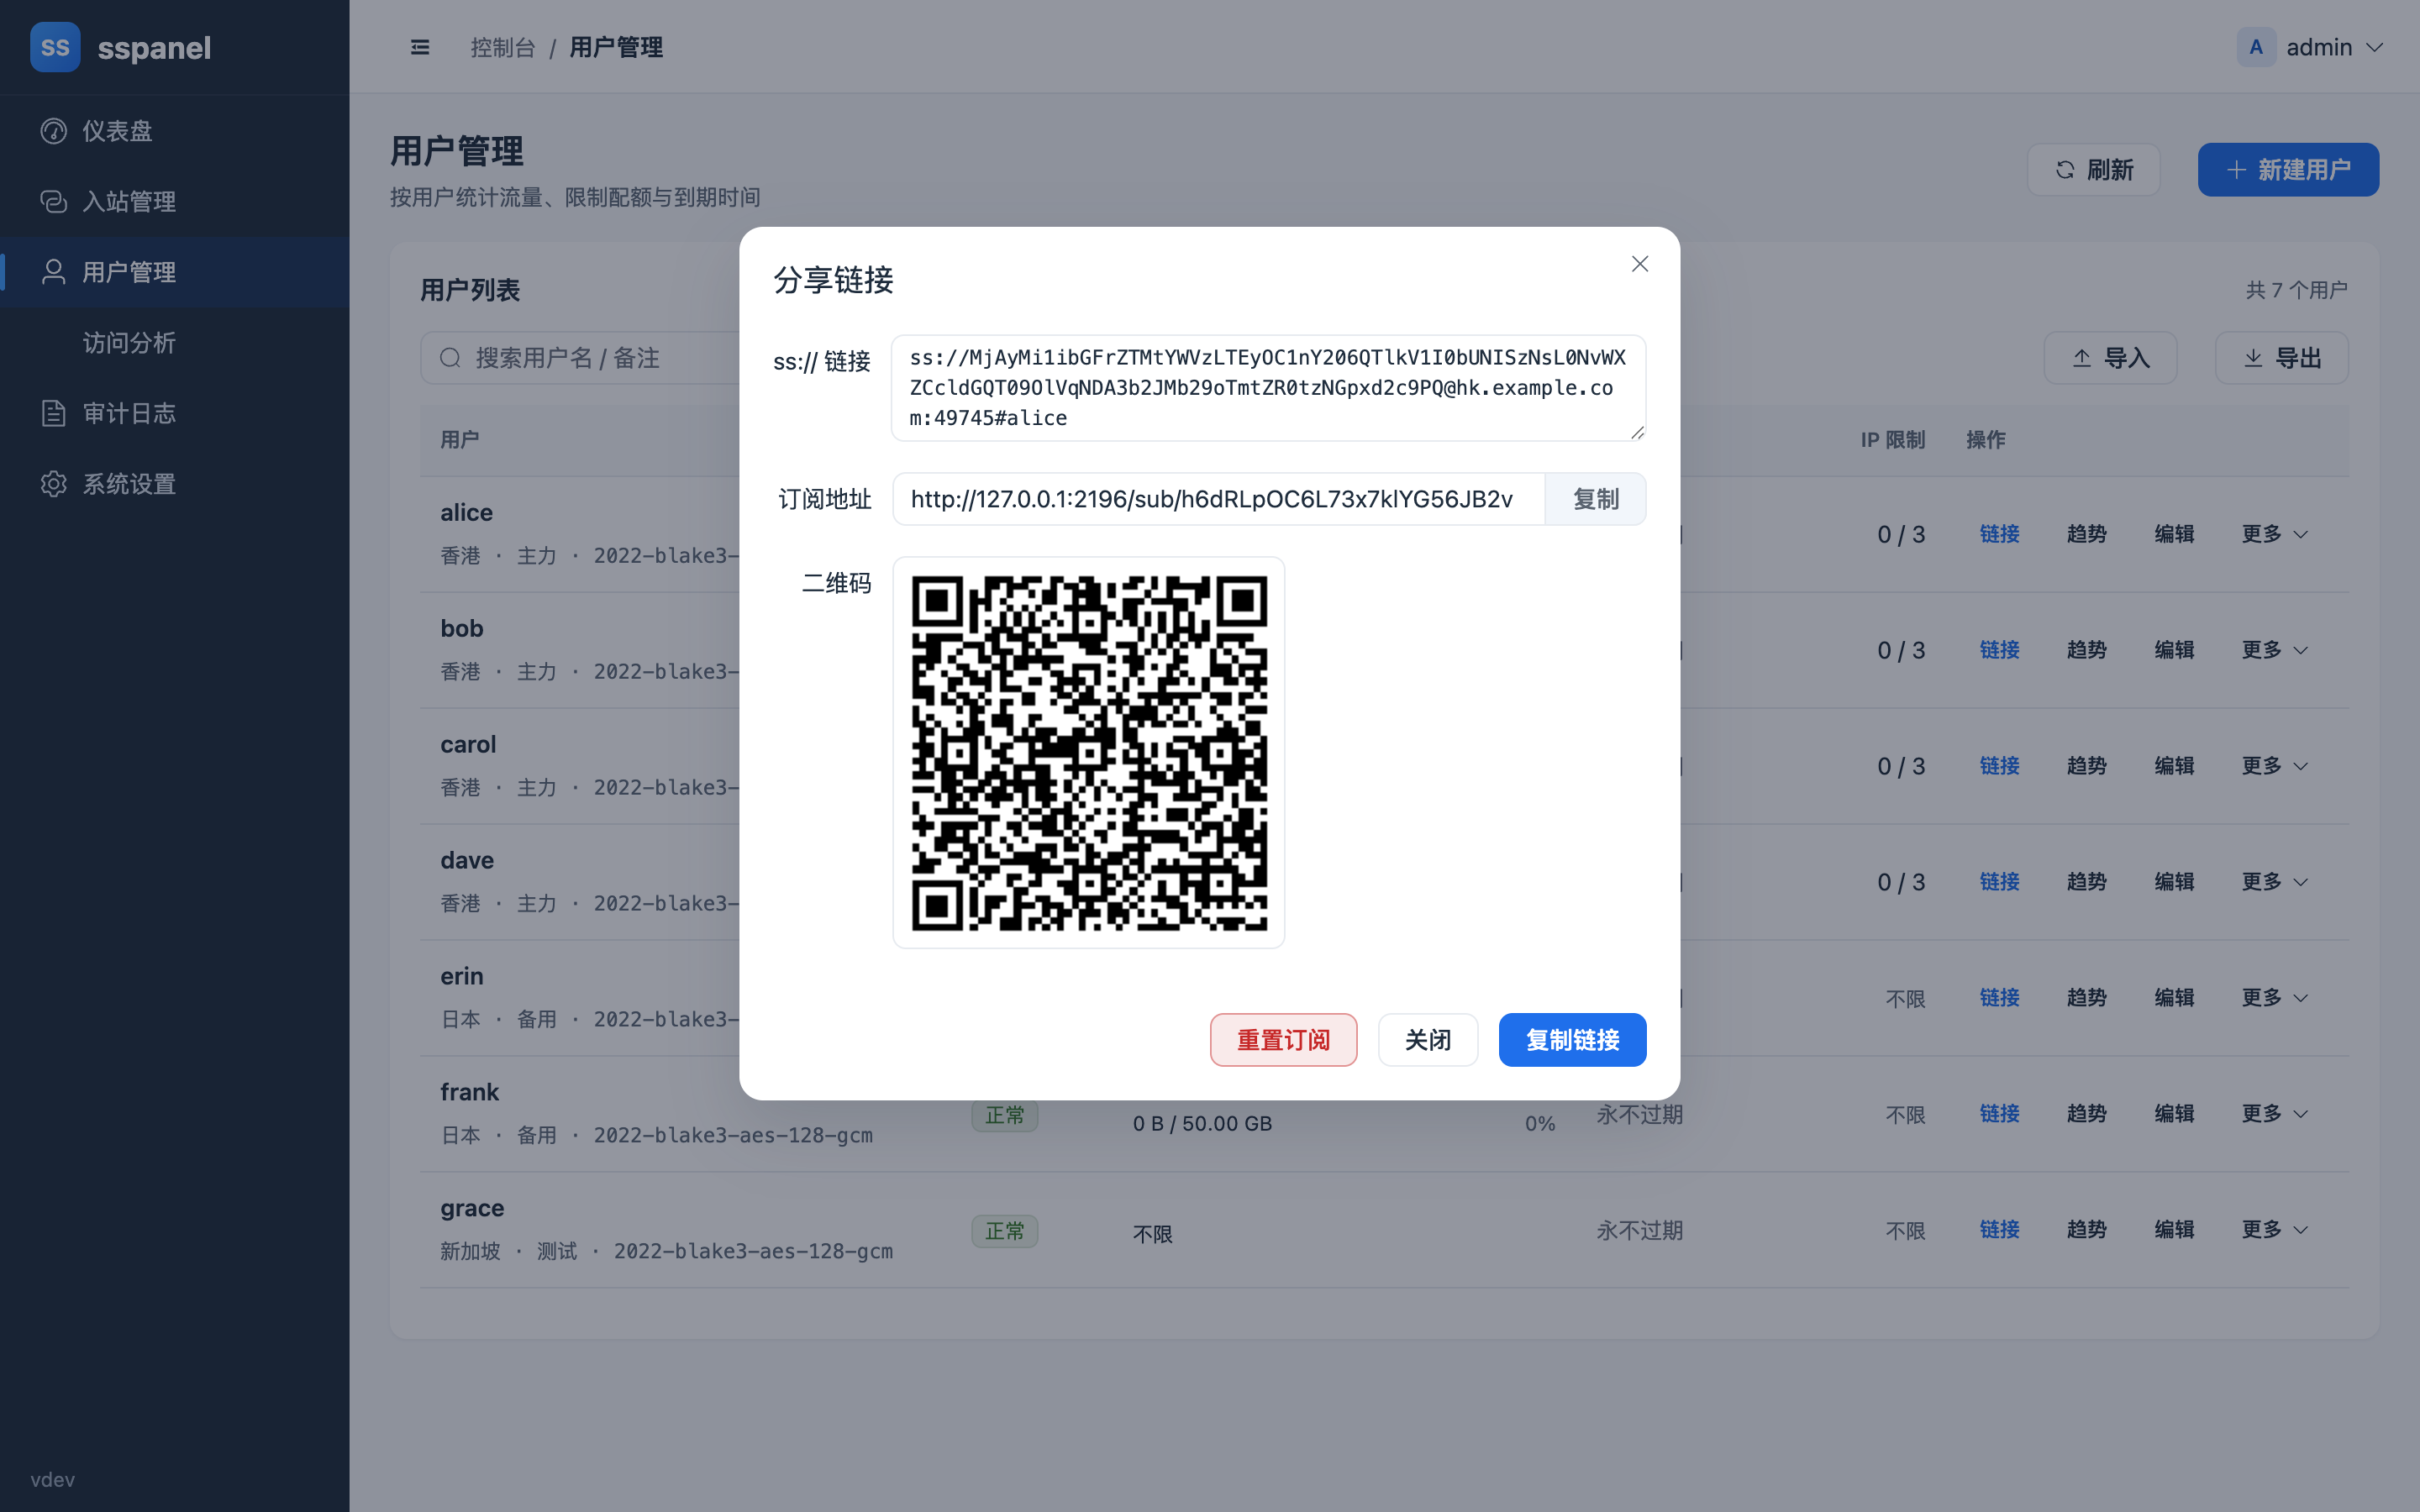 ss sspanel
仪表盘
入站管理
用户管理
访问分析
审计日志
系统设置
vdev
控制台 / 用户管理
A admin
用户管理
按用户统计流量、限制配额与到期时间
刷新
新建用户
用户列表
共 7 个用户
搜索用户名 / 备注
导入
导出
用户 IP 限制 操作
alice
香港 · 主力 · 2022-blake3-
0 / 3 链接 趋势 编辑 更多
bob
香港 · 主力 · 2022-blake3-
0 / 3 链接 趋势 编辑 更多
carol
香港 · 主力 · 2022-blake3-
0 / 3 链接 趋势 编辑 更多
dave
香港 · 主力 · 2022-blake3-
0 / 3 链接 趋势 编辑 更多
erin
日本 · 备用 · 2022-blake3-
不限 链接 趋势 编辑 更多
frank
日本 · 备用 · 2022-blake3-aes-128-gcm
正常 0 B / 50.00 GB 0% 永不过期 不限 链接 趋势 编辑 更多
grace
新加坡 · 测试 · 2022-blake3-aes-128-gcm
正常 不限 永不过期 不限 链接 趋势 编辑 更多
分享链接
ss:// 链接
ss://MjAyMi1ibGFrZTMtYWVzLTEyOC1nY206QTlkV1I0bUNISzNsL0NvWX
ZCcldGQT09OlVqNDA3b2JMb29oTmtZR0tzNGpxd2c9PQ@hk.example.co
m:49745#alice
订阅地址 http://127.0.0.1:2196/sub/h6dRLpOC6L73x7klYG56JB2v 复制
二维码
重置订阅 关闭 复制链接